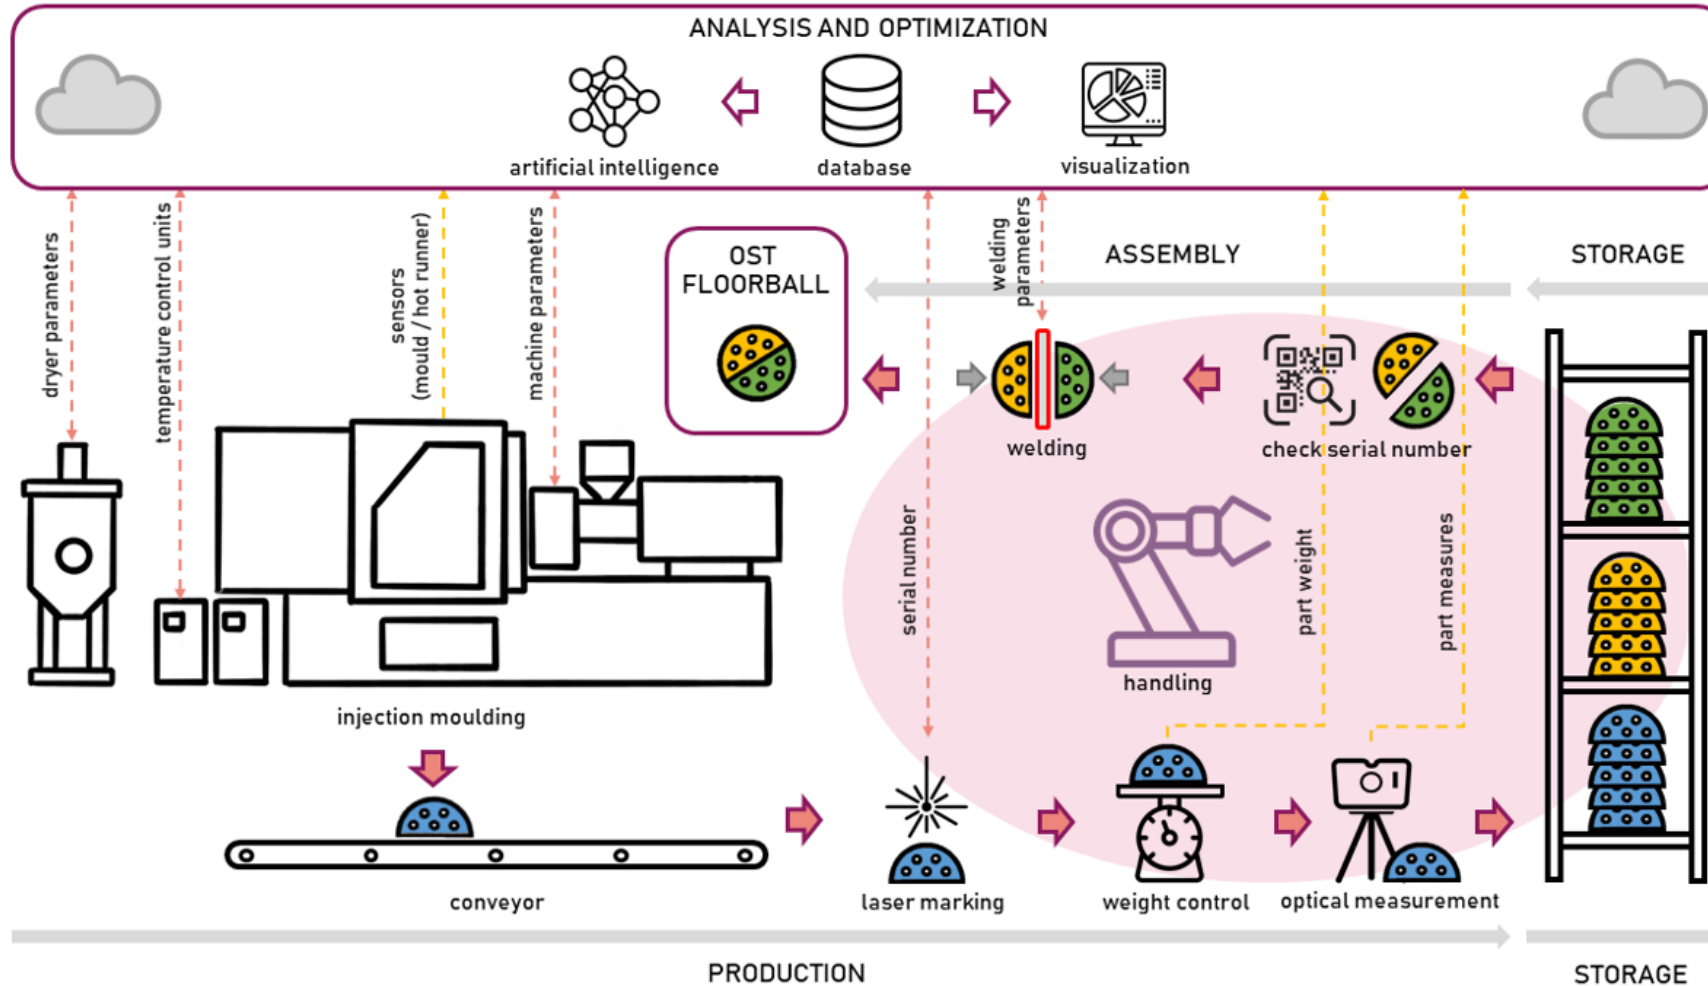 ANALYSIS AND OPTIMIZATION
artificial intelligence
database
visualization
dryer parameters
temperature control units
sensors
(mould / hot runner)
machine parameters
OST
FLOORBALL
welding
parameters
ASSEMBLY
STORAGE
welding
check serial number
serial number
part weight
part measures
handling
injection moulding
conveyor
laser marking
weight control
optical measurement
PRODUCTION
STORAGE